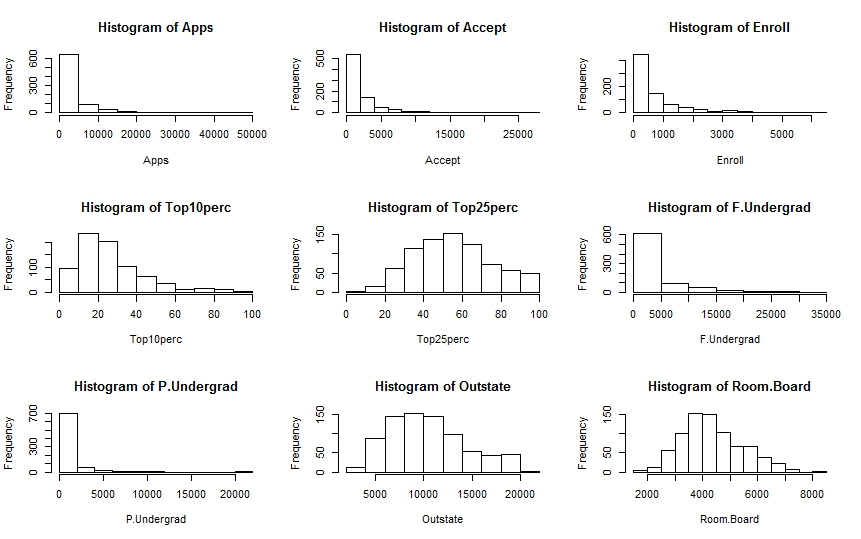 Histogram of Apps
Frequency
0 300 600
0 10000 20000 30000 40000 50000
Apps
Histogram of Accept
Frequency
0 200 500
0 5000 15000 25000
Accept
Histogram of Enroll
Frequency
0 200
0 1000 3000 5000
Enroll
Histogram of Top10perc
Frequency
0 100
0 20 40 60 80 100
Top10perc
Histogram of Top25perc
Frequency
0 50 150
0 20 40 60 80 100
Top25perc
Histogram of F.Undergrad
Frequency
0 300 600
0 5000 15000 25000 35000
F.Undergrad
Histogram of P.Undergrad
Frequency
0 300 700
0 5000 10000 15000 20000
P.Undergrad
Histogram of Outstate
Frequency
0 50 150
5000 10000 15000 20000
Outstate
Histogram of Room.Board
Frequency
0 50 150
2000 4000 6000 8000
Room.Board